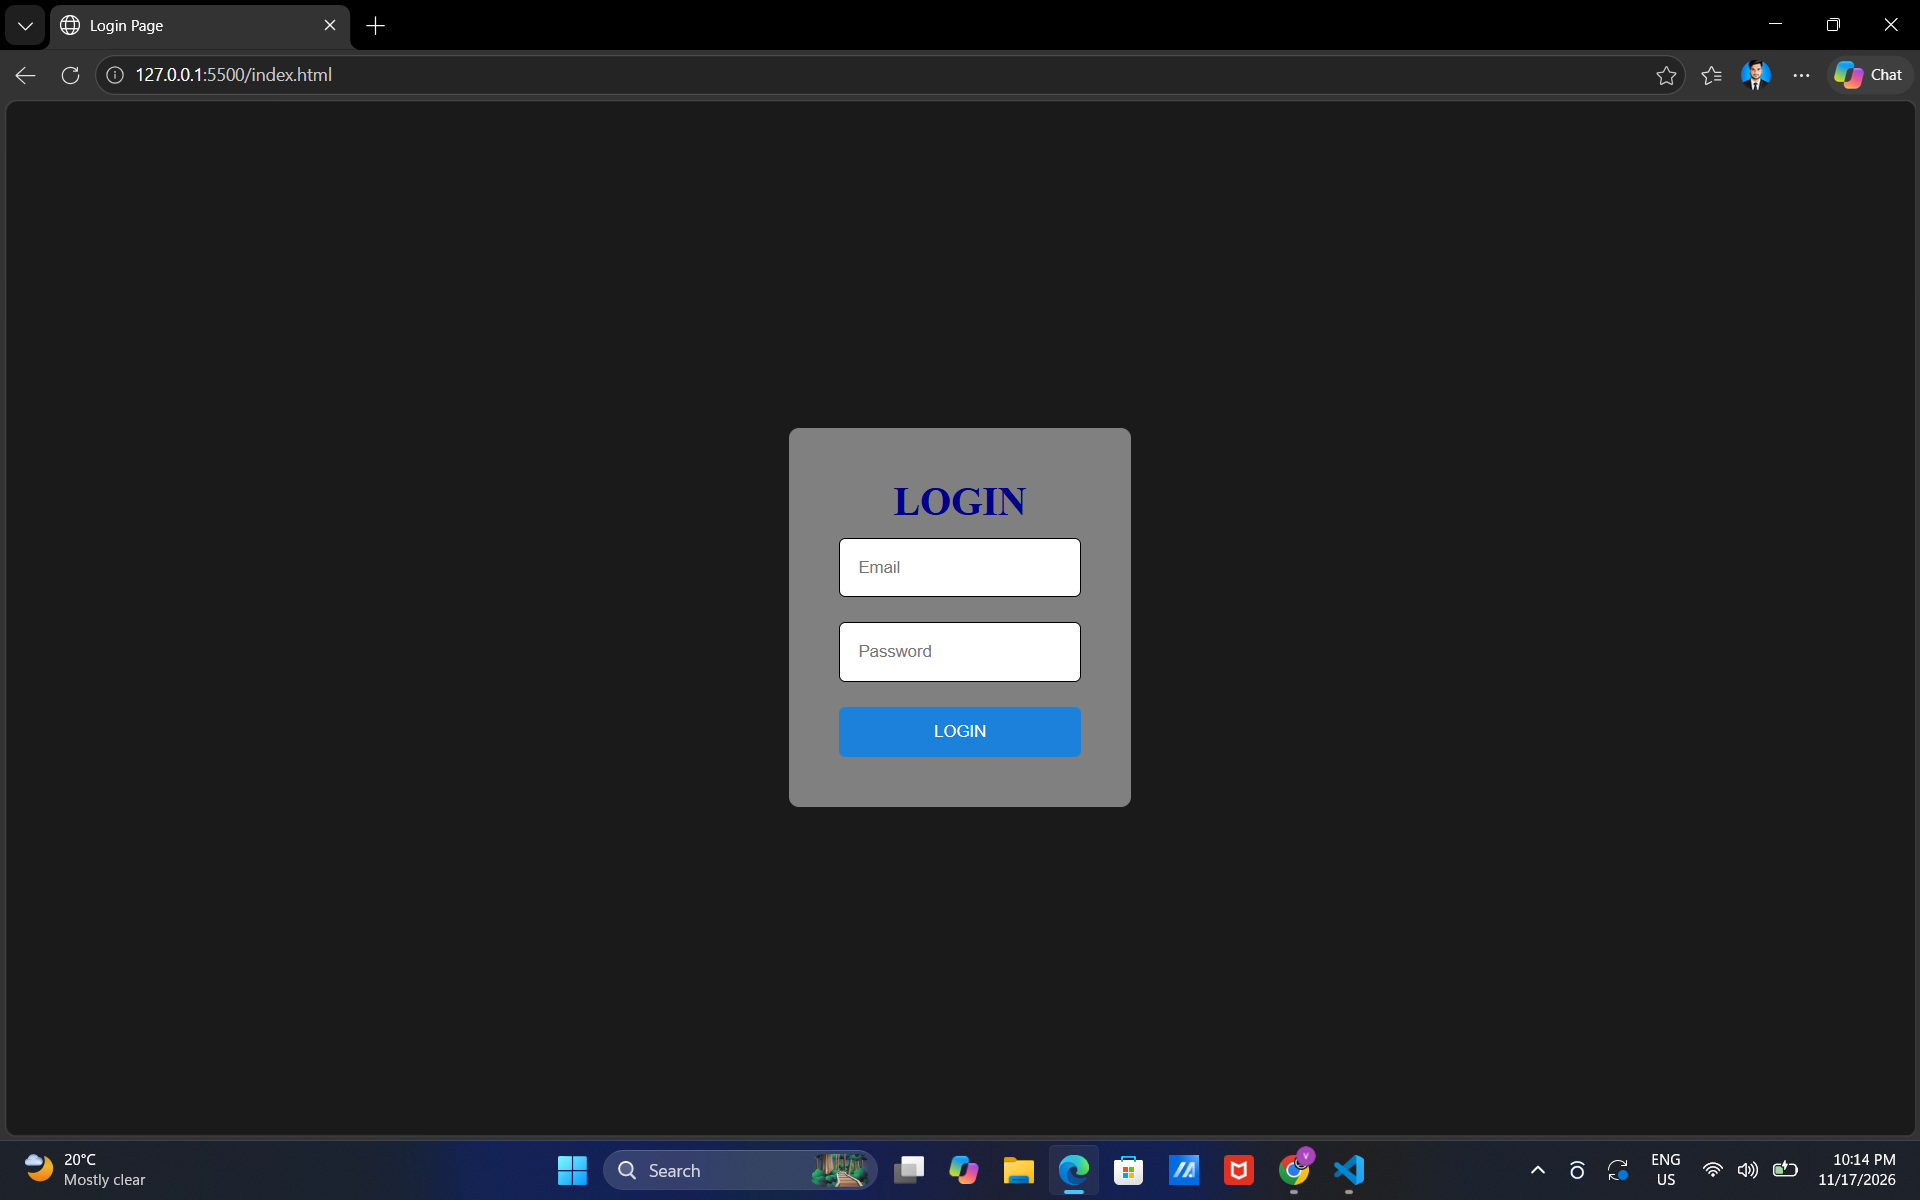 Login Page
127.0.0.1:5500/index.html
Chat
LOGIN
Email
Password
LOGIN
20°C
Mostly clear
Search
v
ENG
US
10:14 PM
11/17/2026